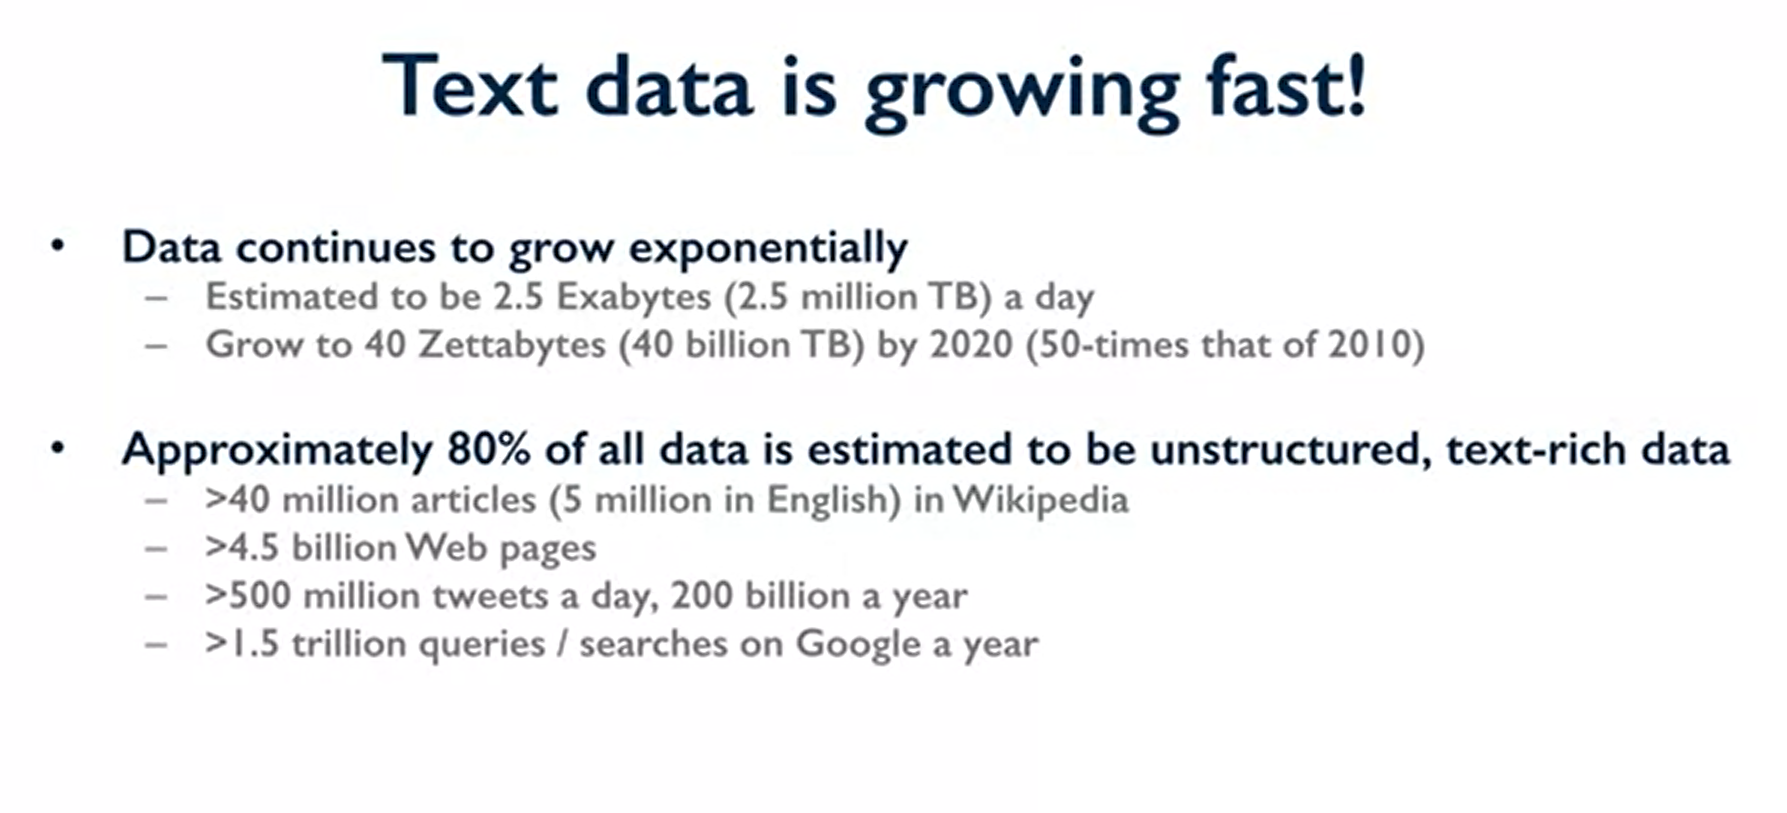 Text data is growing fast!
• Data continues to grow exponentially
– Estimated to be 2.5 Exabytes (2.5 million TB) a day
– Grow to 40 Zettabytes (40 billion TB) by 2020 (50-times that of 2010)
• Approximately 80% of all data is estimated to be unstructured, text-rich data
– >40 million articles (5 million in English) in Wikipedia
– >4.5 billion Web pages
– >500 million tweets a day, 200 billion a year
– >1.5 trillion queries / searches on Google a year